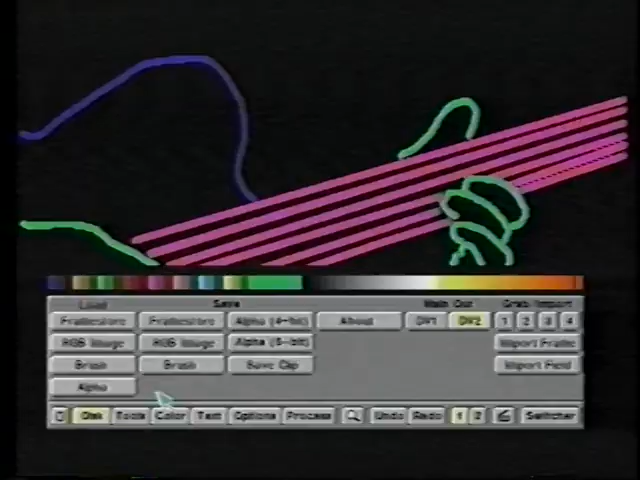 Load Save Main Out Grab Import
Framestore Framestore Alpha (4-bit) About DV1 DV2 1 2 3 4
RGB Image RGB Image Alpha (8-bit) Import Frame
Brush Brush Save Clip Import Field
Alpha
Disk Tools Color Text Options Process Undo Redo 1 2 Switcher